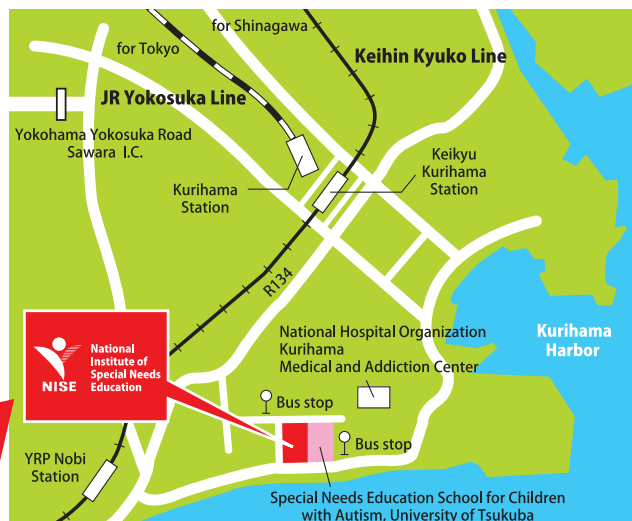 for Shinagawa
for Tokyo
Keihin Kyuko Line
JR Yokosuka Line
Yokohama Yokosuka Road
Sawara I.C.
Kurihama
Station
Keikyu
Kurihama
Station
R134
National
Institute of
Special Needs
Education
NISE
National Hospital Organization
Kurihama
Medical and Addiction Center
Kurihama
Harbor
Bus stop
Bus stop
YRP Nobi
Station
Special Needs Education School for Children
with Autism, University of Tsukuba